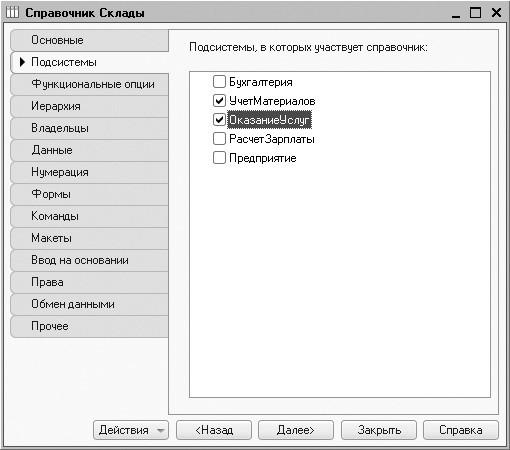 Справочник Склады
Основные
Подсистемы
Функциональные опции
Иерархия
Владельцы
Данные
Нумерация
Формы
Команды
Макеты
Ввод на основании
Права
Обмен данными
Прочее
Подсистемы, в которых участвует справочник:
Бухгалтерия
УчетМатериалов
ОказаниеУслуг
РасчетЗарплаты
Предприятие
Действия
<Назад
Далее>
Закрыть
Справка